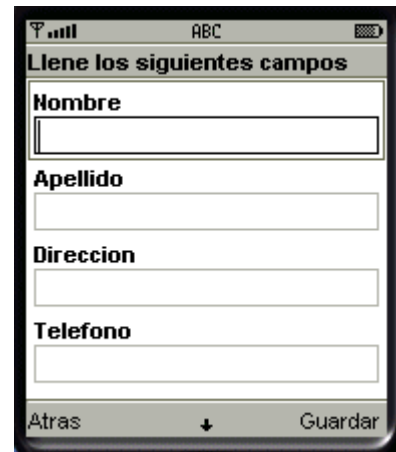 ABC
Llene los siguientes campos
Nombre
Apellido
Direccion
Telefono
Atras Guardar